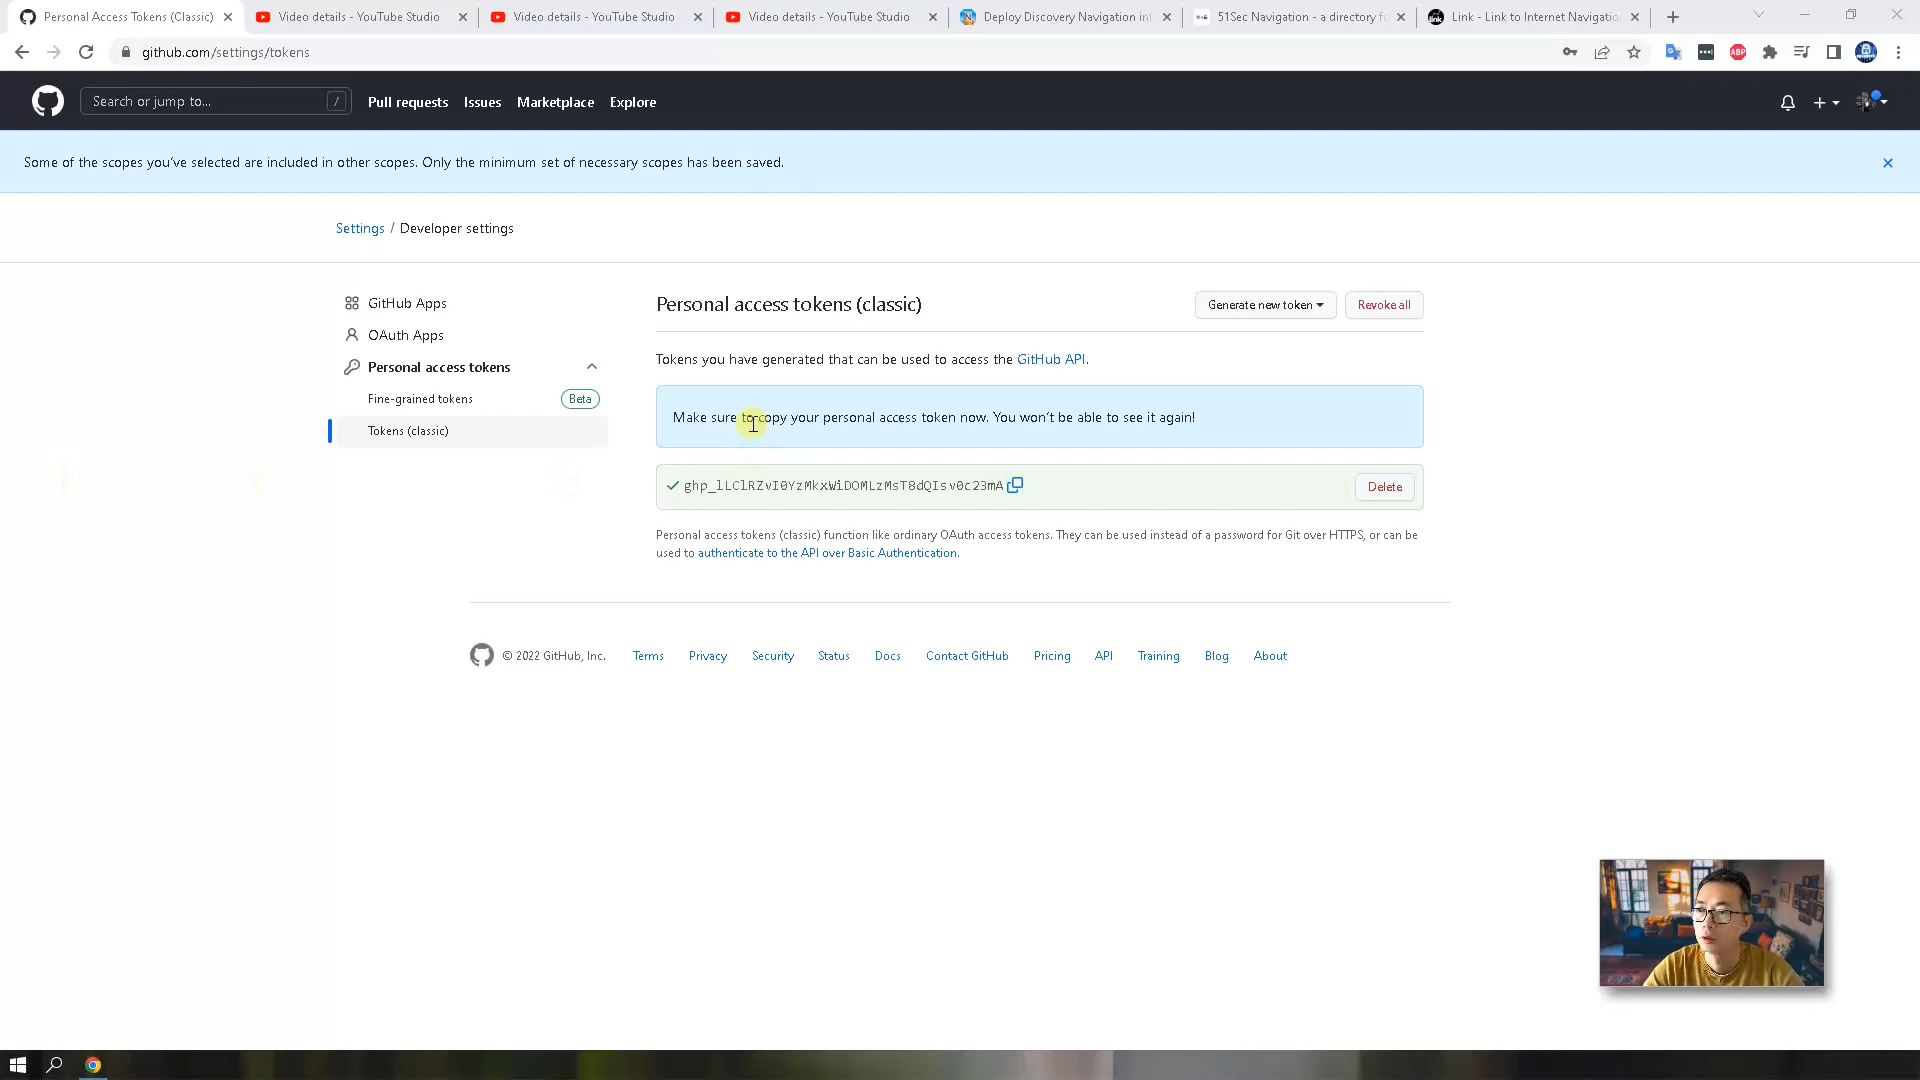 Personal Access Tokens (Classic)
Video details - YouTube Studio
Video details - YouTube Studio
Video details - YouTube Studio
Deploy Discovery Navigation int
51Sec Navigation - a directory f
Link - Link to Internet Navigatio
github.com/settings/tokens
ABP
Search or jump to...
/
Pull requests
Issues
Marketplace
Explore
Some of the scopes you've selected are included in other scopes. Only the minimum set of necessary scopes has been saved.
Settings / Developer settings
GitHub Apps
OAuth Apps
Personal access tokens
Fine-grained tokens
Beta
Tokens (classic)
Personal access tokens (classic)
Generate new token
Revoke all
Tokens you have generated that can be used to access the GitHub API.
Make sure to copy your personal access token now. You won't be able to see it again!
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
Delete
Personal access tokens (classic) function like ordinary OAuth access tokens. They can be used instead of a password for Git over HTTPS, or can be
used to authenticate to the API over Basic Authentication.
© 2022 GitHub, Inc.
Terms
Privacy
Security
Status
Docs
Contact GitHub
Pricing
API
Training
Blog
About